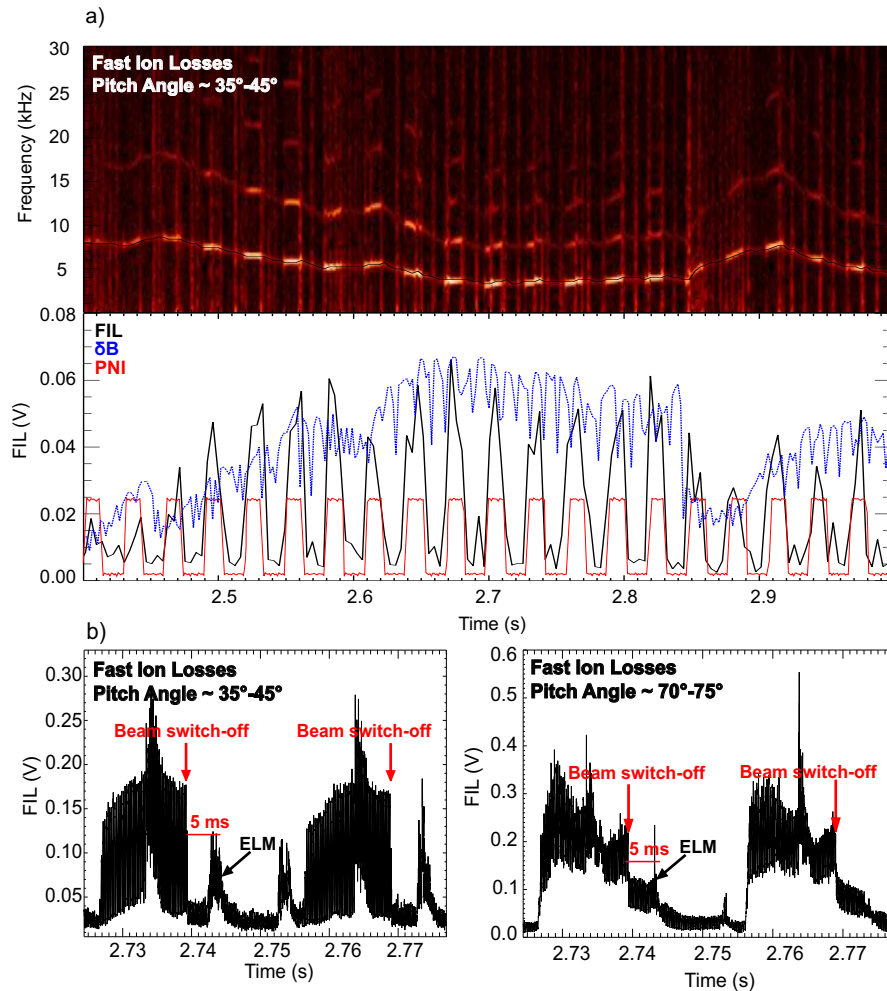 a)
30
Fast Ion Losses
Pitch Angle ~ 35°-45°
25
20
15
10
5
Frequency (kHz)
0.08
FIL
δB
PNI
0.06
0.04
0.02
0.00
FIL (V)
2.5 2.6 2.7 2.8 2.9
Time (s)
b)
0.30
Fast Ion Losses
Pitch Angle ~ 35°-45°
0.25
Beam switch-off
0.20
0.15
5 ms
ELM
0.10
0.05
FIL (V)
2.73 2.74 2.75 2.76 2.77
Time (s)
0.6
Fast Ion Losses
Pitch Angle ~ 70°-75°
0.5
0.4
Beam switch-off Beam switch-off
0.3
0.2
5 ms
ELM
0.1
0.0
FIL (V)
2.73 2.74 2.75 2.76 2.77
Time (s)